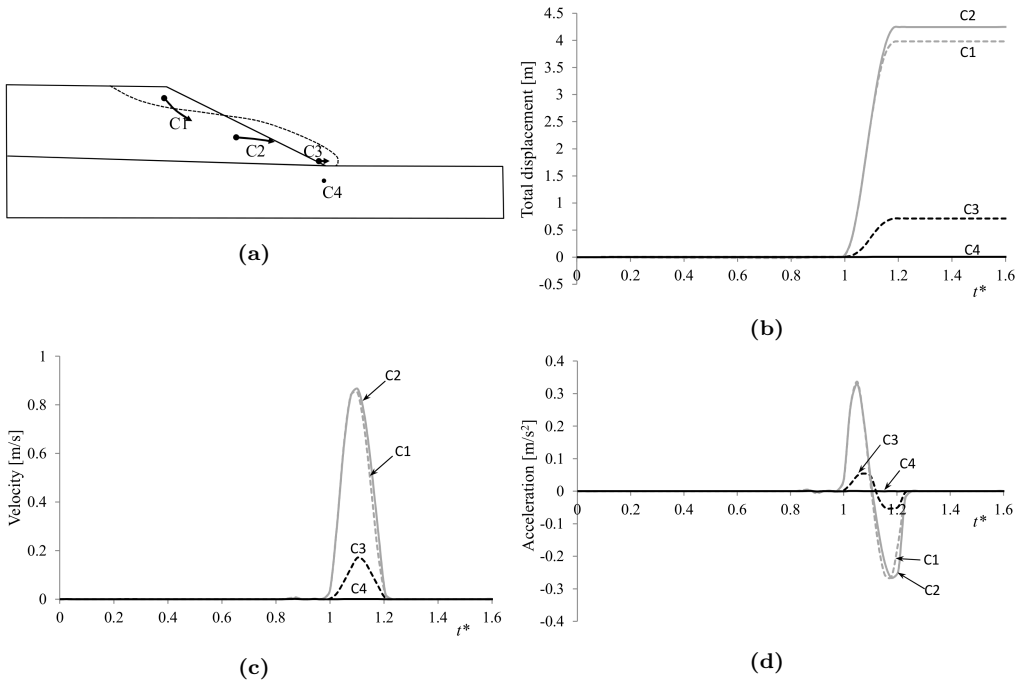 C1
C2
C3
C4
(a)
Total displacement [m]
4.5
4
3.5
3
2.5
2
1.5
1
0.5
0
-0.5
0 0.2 0.4 0.6 0.8 1 1.2 1.4 1.6
t*
C2
C1
C3
C4
(b)
Velocity [m/s]
1
0.8
0.6
0.4
0.2
0
0 0.2 0.4 0.6 0.8 1 1.2 1.4 1.6
t*
C2
C1
C3
C4
(c)
Acceleration [m/s²]
0.4
0.3
0.2
0.1
0
-0.1
-0.2
-0.3
-0.4
0 0.2 0.4 0.6 0.8 1 1.2 1.4 1.6
t*
C3
C4
C1
C2
(d)